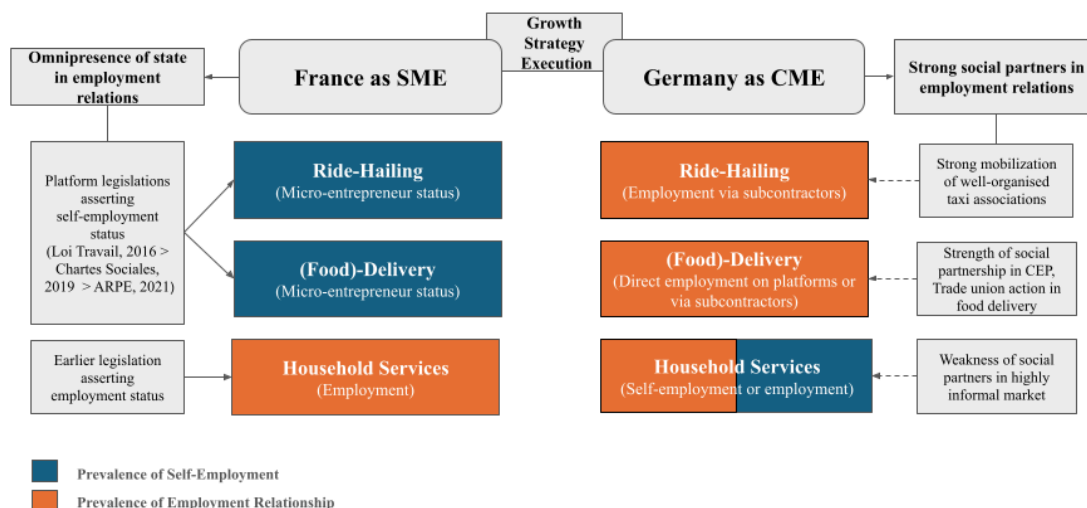 Growth
Strategy
Execution
Omnipresence of state
in employment
relations
France as SME
Germany as CME
Strong social partners in
employment relations
Platform legislations
asserting
self-employment
status
(Loi Travail, 2016 >
Chartes Sociales,
2019 > ARPE, 2021)
Ride-Hailing
(Micro-entrepreneur status)
(Food)-Delivery
(Micro-entrepreneur status)
Earlier legislation
asserting
employment status
Household Services
(Employment)
Ride-Hailing
(Employment via subcontractors)
Strong mobilization
of well-organised
taxi associations
(Food)-Delivery
(Direct employment on platforms or
via subcontractors)
Strength of social
partnership in CEP,
Trade union action in
food delivery
Household Services
(Self-employment or employment)
Weakness of social
partners in highly
informal market
Prevalence of Self-Employment
Prevalence of Employment Relationship